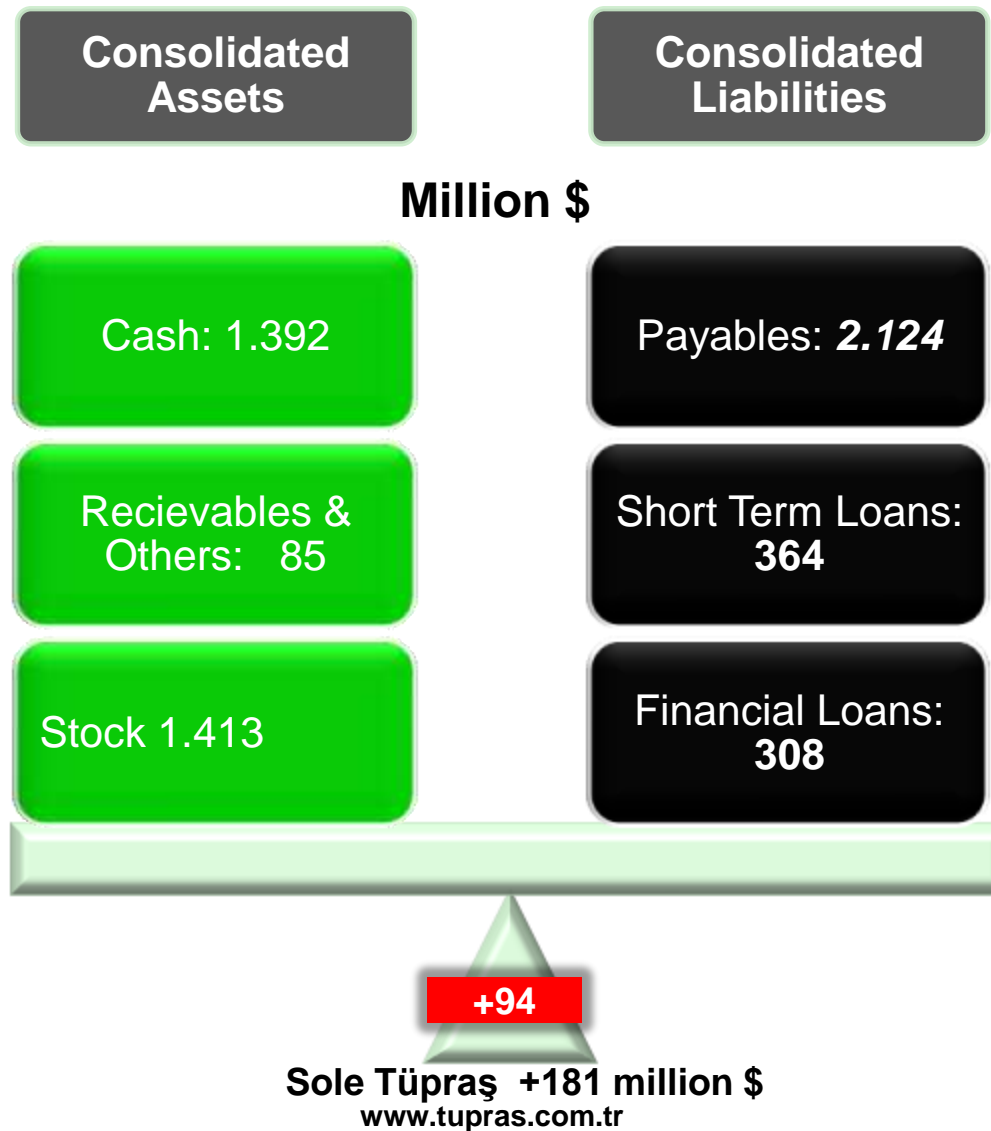 Consolidated
Assets
Consolidated
Liabilities
Million $
Cash: 1.392
Payables: 2.124
Recievables &
Others: 85
Short Term Loans:
364
Stock 1.413
Financial Loans:
308
+94
Sole Tüpraş +181 million $
www.tupras.com.tr